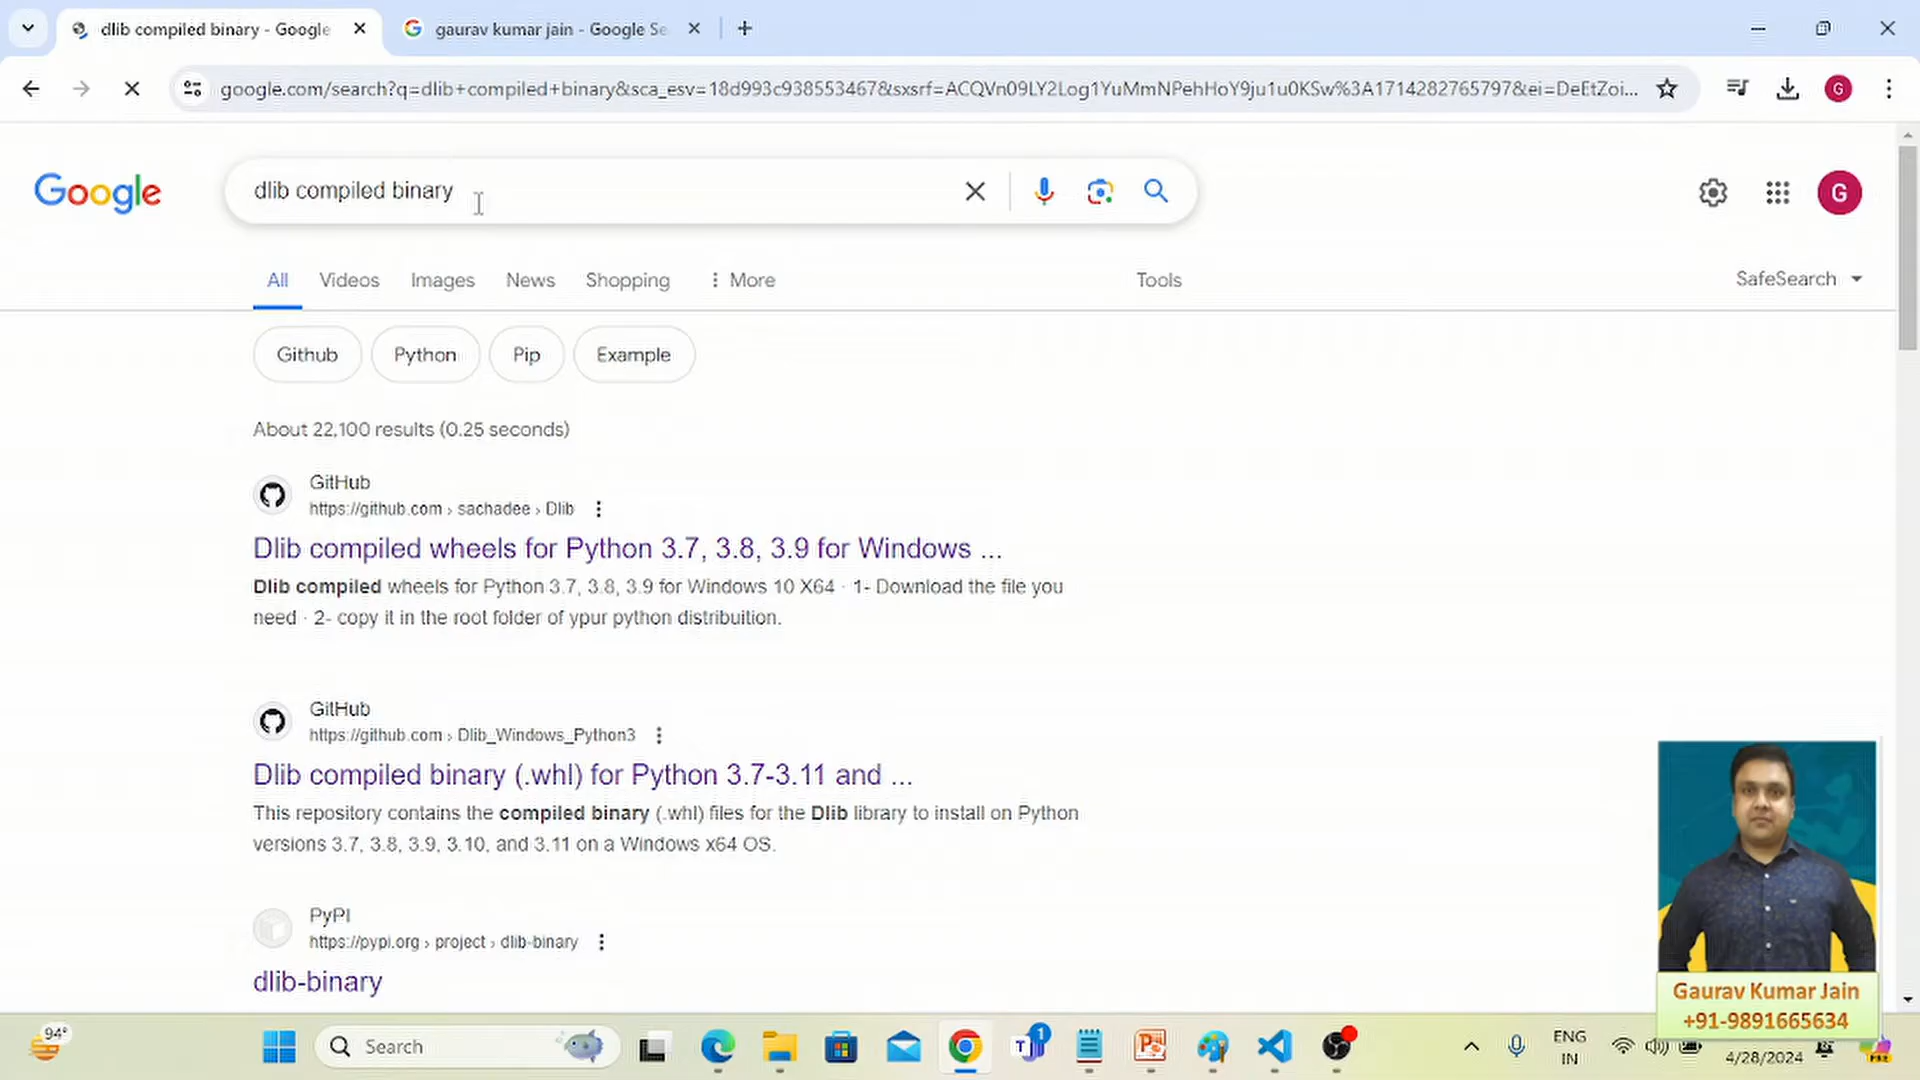 dlib compiled binary - Google
gaurav kumar jain - Google Se
google.com/search?q=dlib+compiled+binary&sca_esv=18d993c938553467&sxsrf=ACQVn09LY2Log1YuMmNPehHoY9ju1u0KSw%3A1714282765797&ei=DeEtZoi...
G
Google
dlib compiled binary
G
All
Videos
Images
News
Shopping
More
Tools
SafeSearch
Github
Python
Pip
Example
About 22,100 results (0.25 seconds)
GitHub
https://github.com › sachadee › Dlib
Dlib compiled wheels for Python 3.7, 3.8, 3.9 for Windows ...
Dlib compiled wheels for Python 3.7, 3.8, 3.9 for Windows 10 X64 · 1- Download the file you
need · 2- copy it in the root folder of ypur python distribuition.
GitHub
https://github.com › Dlib_Windows_Python3
Dlib compiled binary (.whl) for Python 3.7-3.11 and ...
This repository contains the compiled binary (.whl) files for the Dlib library to install on Python
versions 3.7, 3.8, 3.9, 3.10, and 3.11 on a Windows x64 OS.
PyPI
https://pypi.org › project › dlib-binary
dlib-binary
Gaurav Kumar Jain
+91-9891665634
94°
Search
1
ENG
IN
4/28/2024